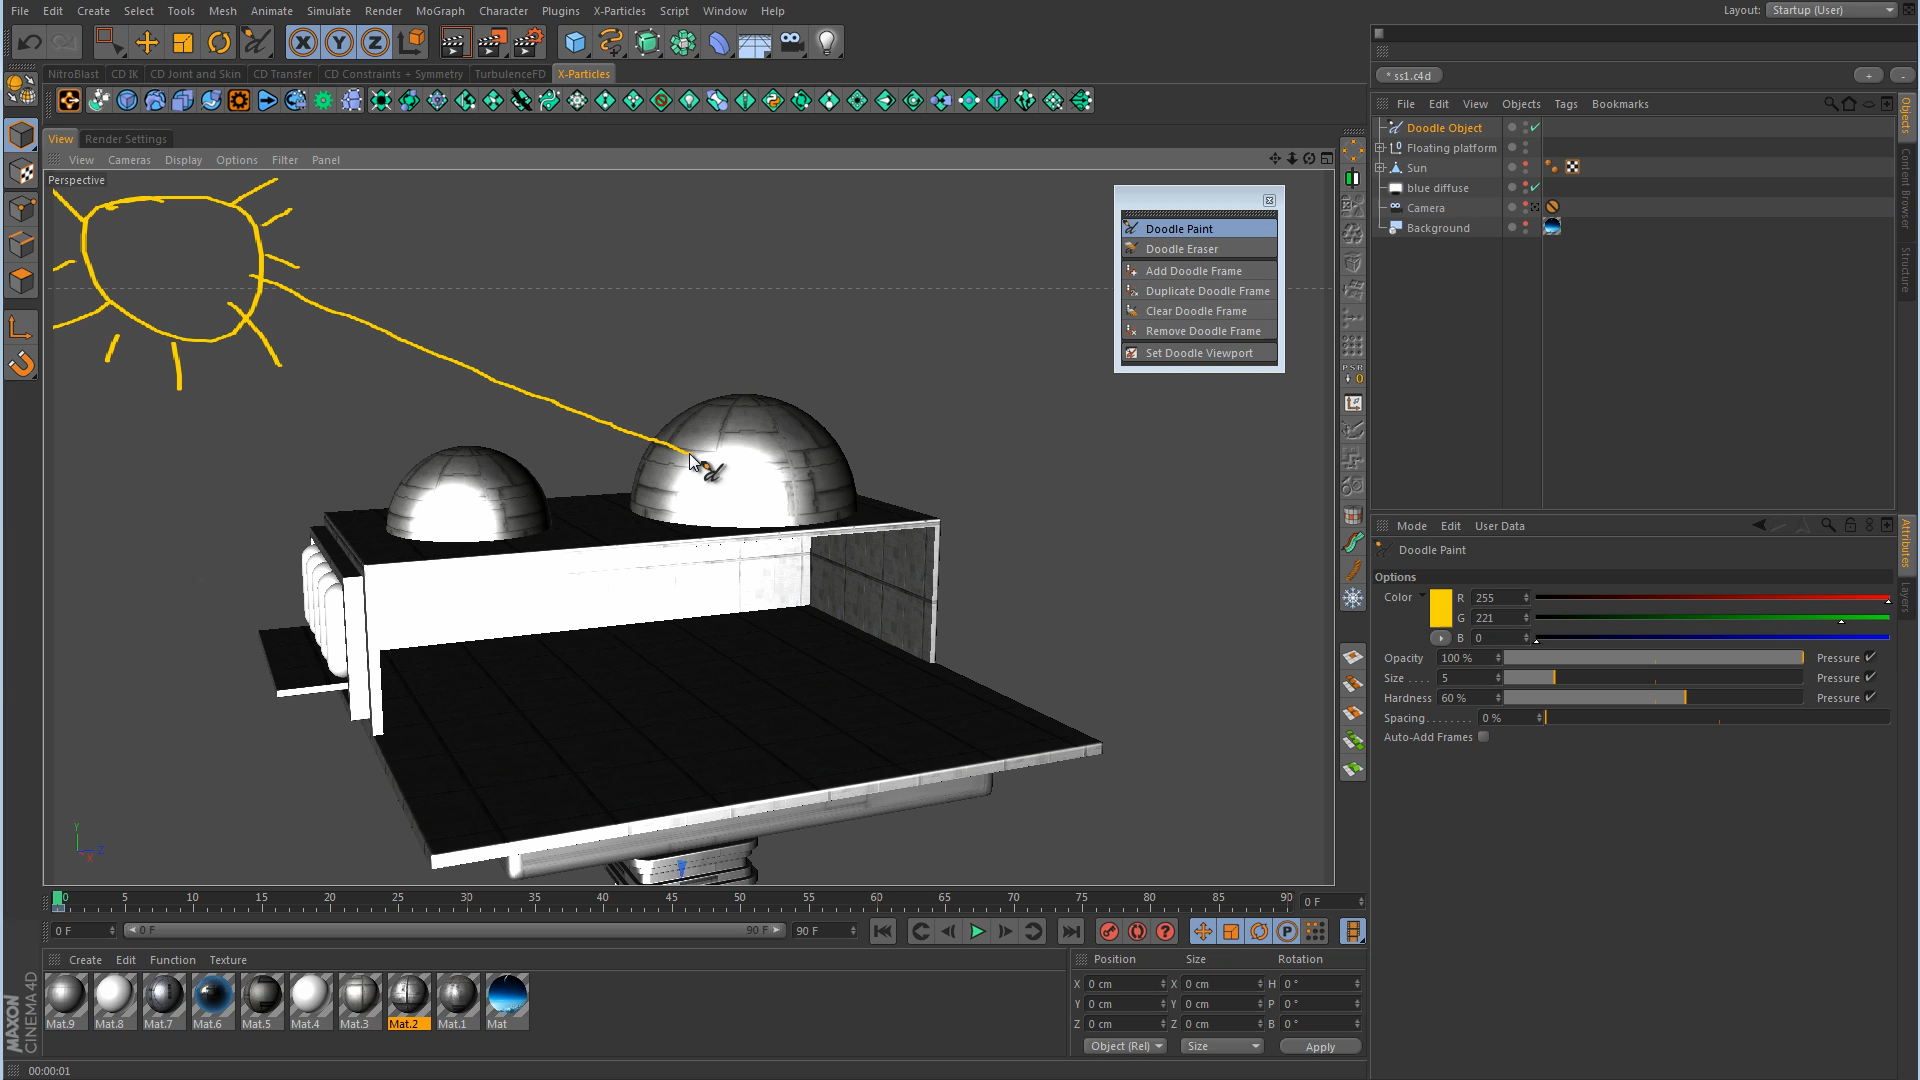 File Edit Create Select Tools Mesh Animate Simulate Render MoGraph Character Plugins X-Particles Script Window Help
Layout: Startup (User)
NitroBlast CD IK CD Joint and Skin CD Transfer CD Constraints + Symmetry TurbulenceFD X-Particles
* ss1.c4d
+ -
File Edit View Objects Tags Bookmarks
Objects
Content Browser
Structure
View Render Settings
View Cameras Display Options Filter Panel
Perspective
Doodle Object
Floating platform
Sun
blue diffuse
Camera
Background
Doodle Paint
Doodle Eraser
Add Doodle Frame
Duplicate Doodle Frame
Clear Doodle Frame
Remove Doodle Frame
Set Doodle Viewport
PSR
0
Mode Edit User Data
Attributes
Layers
Doodle Paint
Options
Color R 255
G 221
B 0
Opacity 100 % Pressure
Size 5 Pressure
Hardness 60 % Pressure
Spacing 0 %
Auto-Add Frames
Y
Z
X
0 5 10 15 20 25 30 35 40 45 50 55 60 65 70 75 80 85 90 0 F
0 F 0 F 90 F 90 F
P
Create Edit Function Texture
Mat.9 Mat.8 Mat.7 Mat.6 Mat.5 Mat.4 Mat.3 Mat.2 Mat.1 Mat
Position Size Rotation
X 0 cm X 0 cm H 0 °
Y 0 cm Y 0 cm P 0 °
Z 0 cm Z 0 cm B 0 °
Object (Rel) Size Apply
MAXON
CINEMA 4D
00:00:01